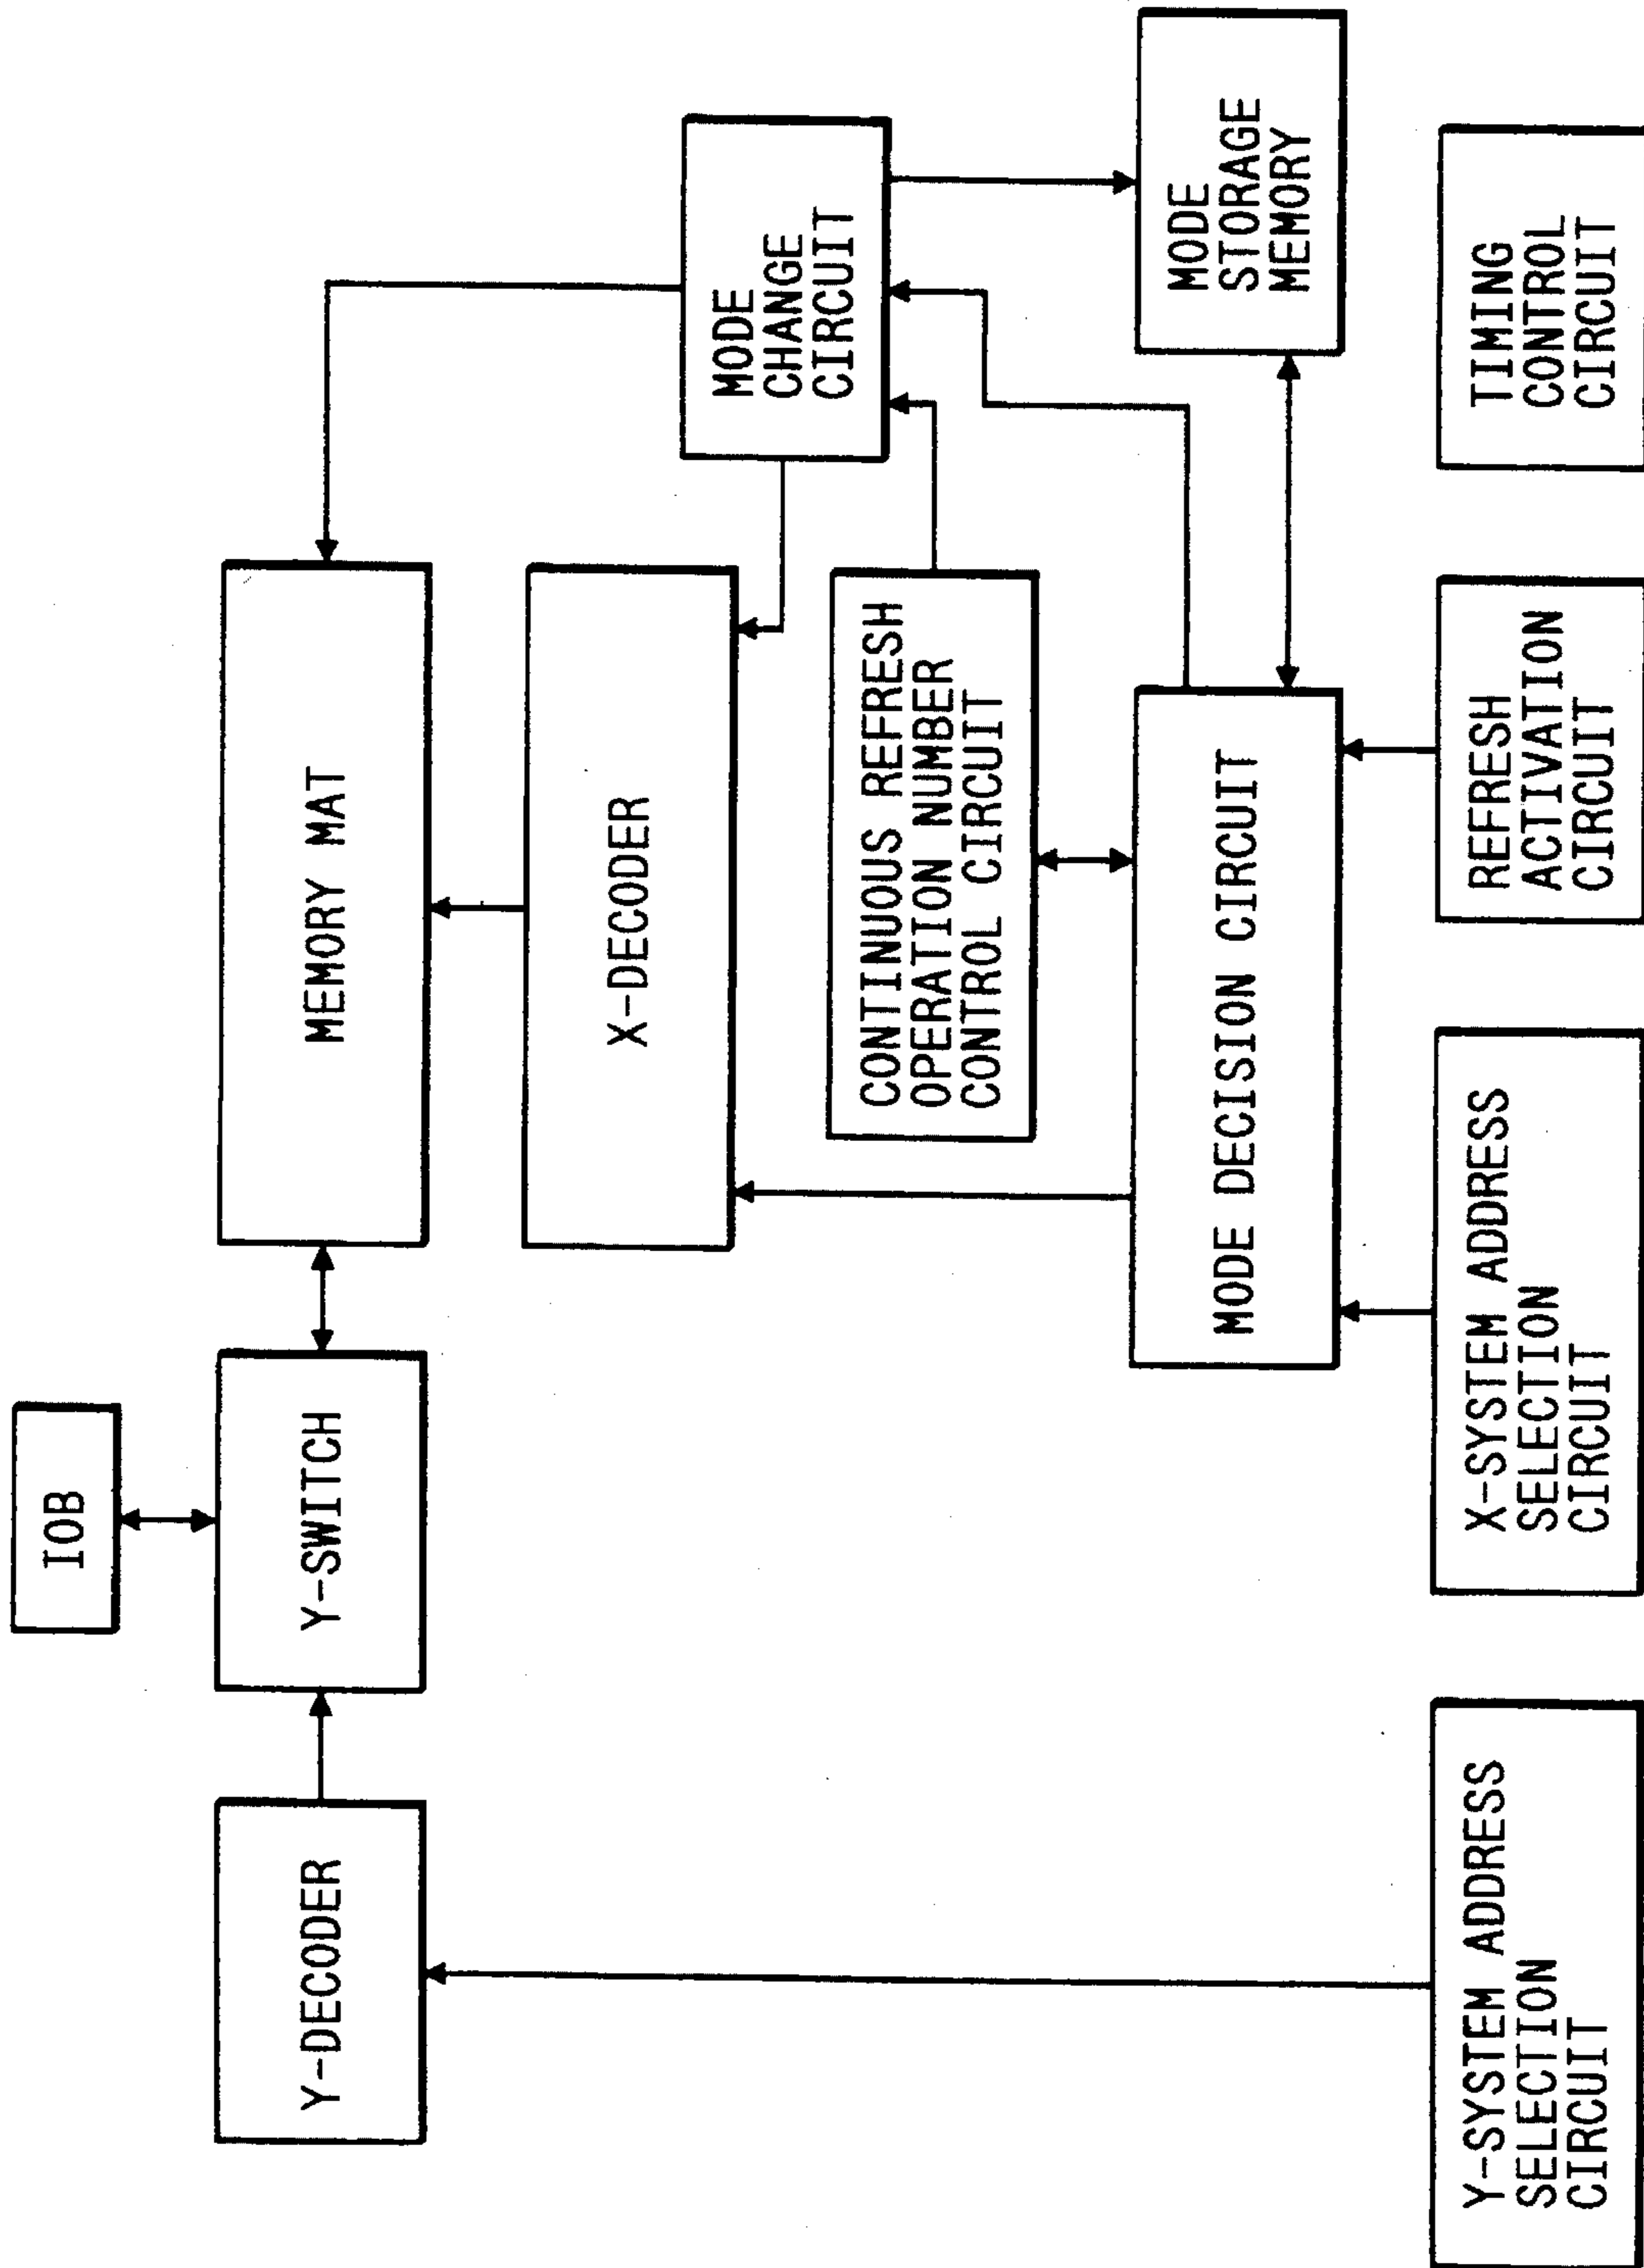 IOB
Y-DECODER
Y-SWITCH
MEMORY MAT
X-DECODER
MODE
CHANGE
CIRCUIT
CONTINUOUS REFRESH
OPERATION NUMBER
CONTROL CIRCUIT
MODE DECISION CIRCUIT
MODE
STORAGE
MEMORY
Y-SYSTEM ADDRESS
SELECTION
CIRCUIT
X-SYSTEM ADDRESS
SELECTION
CIRCUIT
REFRESH
ACTIVATION
CIRCUIT
TIMING
CONTROL
CIRCUIT